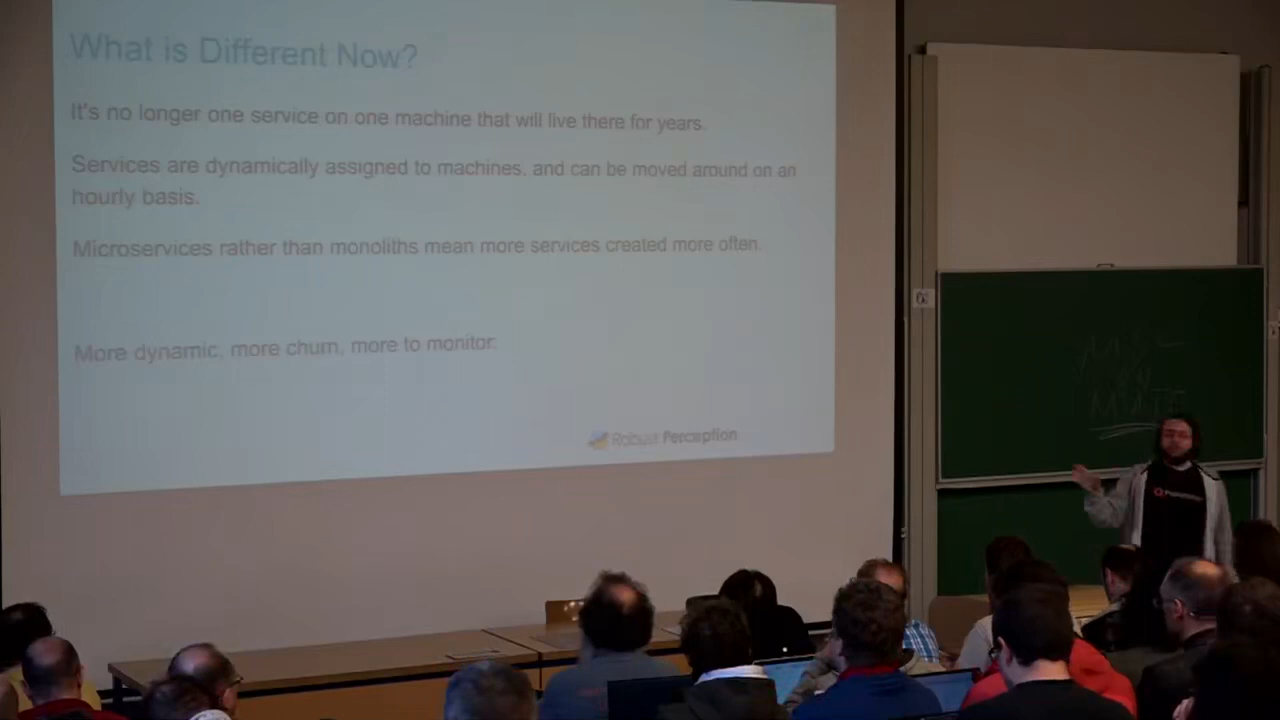 What is Different Now?
It's no longer one service on one machine that will live there for years.
Services are dynamically assigned to machines, and can be moved around on an
hourly basis.
Microservices rather than monoliths mean more services created more often.
More dynamic, more churn, more to monitor.
Robust Perception